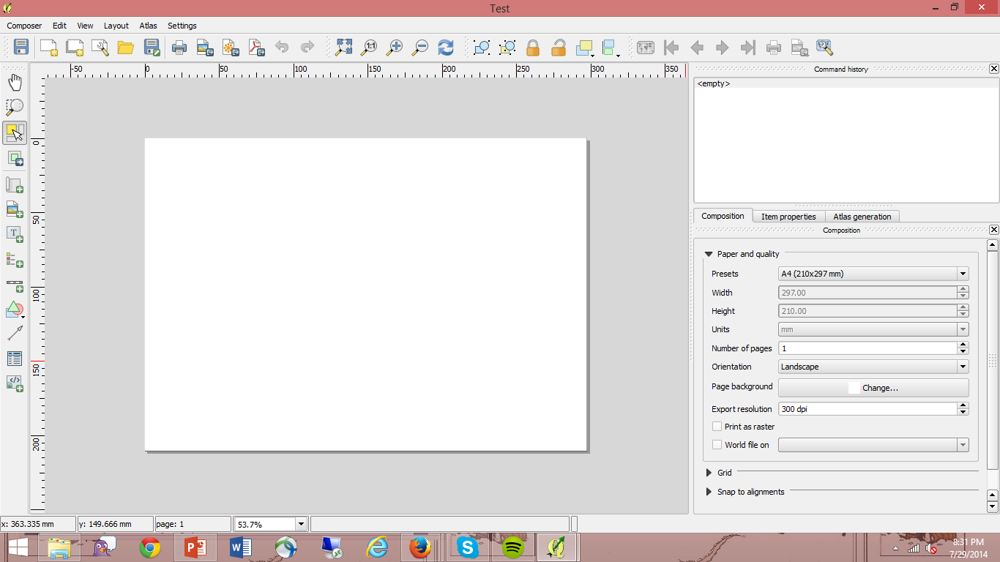 Test
Composer Edit View Layout Atlas Settings
1:1
-50 0 50 100 150 200 250 300 350
0
50
100
150
200
T
Command history
<empty>
Composition Item properties Atlas generation
Composition
Paper and quality
Presets A4 (210x297 mm)
Width 297.00
Height 210.00
Units mm
Number of pages 1
Orientation Landscape
Page background Change...
Export resolution 300 dpi
Print as raster
World file on
Grid
Snap to alignments
x: 363.335 mm y: 149.666 mm page: 1 53.7%
8:31 PM
7/29/2014